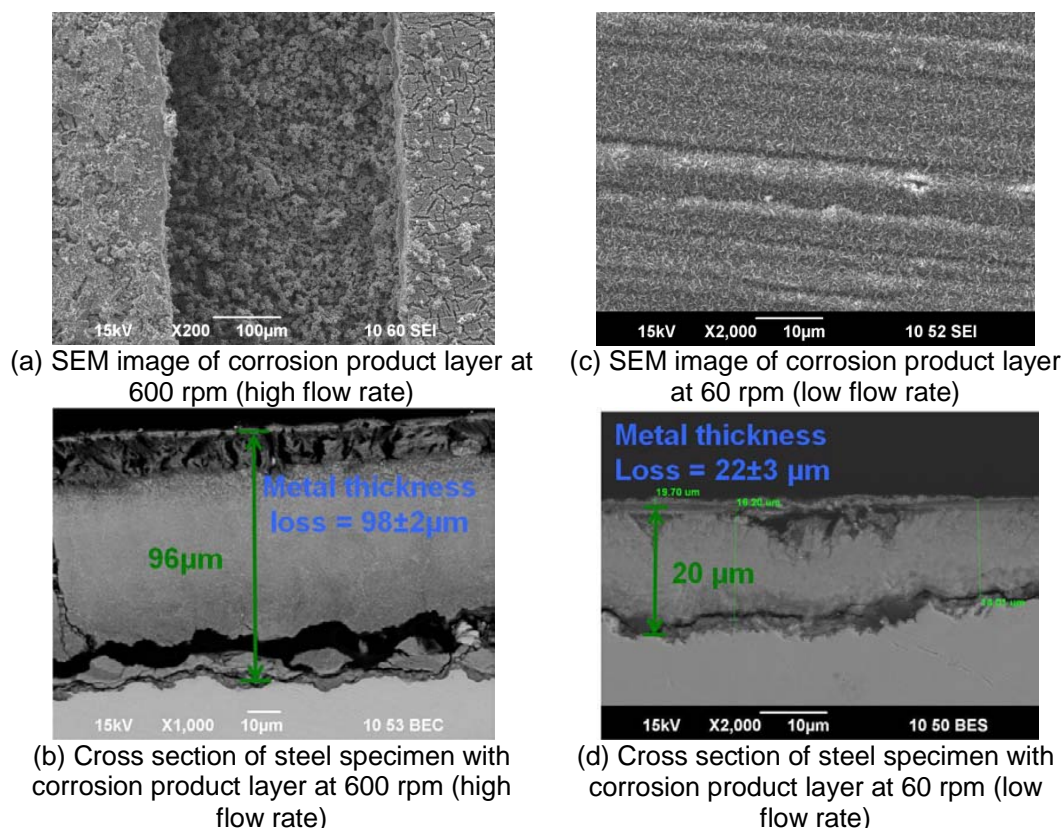 15kV X200 100µm 10 60 SEI
(a) SEM image of corrosion product layer at
600 rpm (high flow rate)
15kV X2,000 10µm 10 52 SEI
(c) SEM image of corrosion product layer
at 60 rpm (low flow rate)
Metal thickness
loss = 98±2µm
96µm
15kV X1,000 10µm 10 53 BEC
(b) Cross section of steel specimen with
corrosion product layer at 600 rpm (high
flow rate)
Metal thickness
Loss = 22±3 µm
19.70 um
20 µm
15kV X2,000 10µm 10 50 BES
(d) Cross section of steel specimen with
corrosion product layer at 60 rpm (low
flow rate)